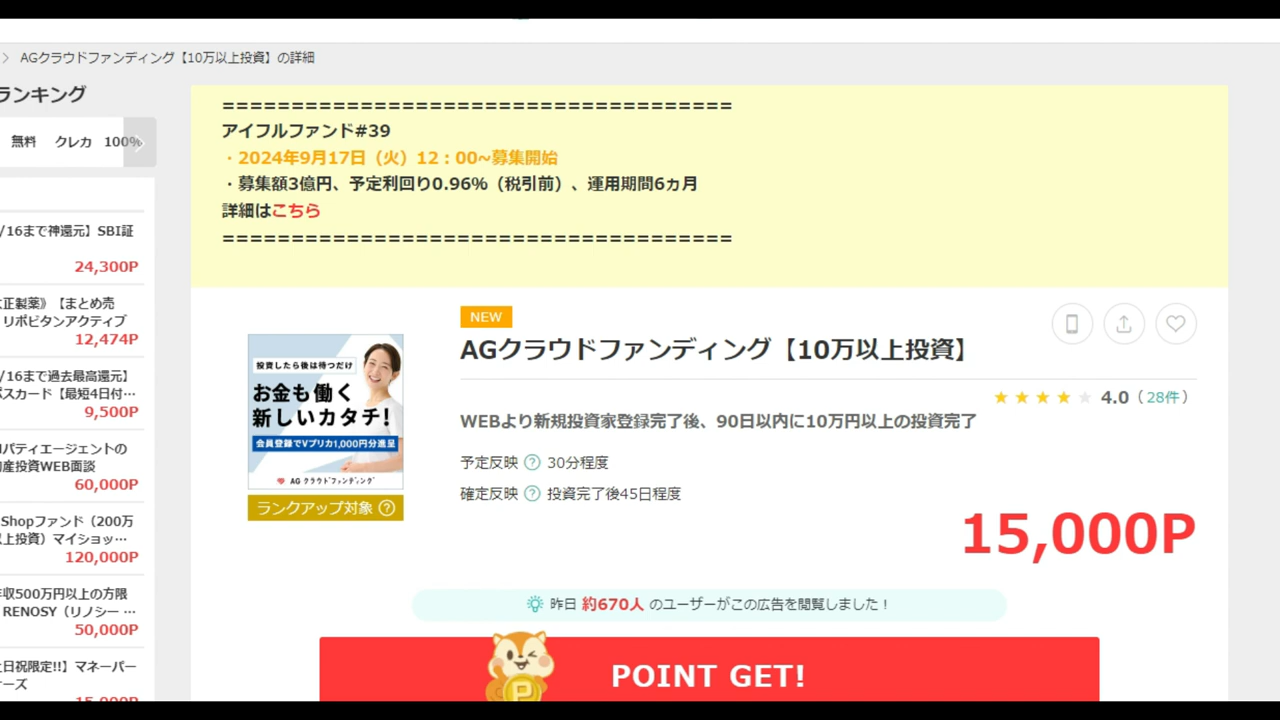 AGクラウドファンディング【10万以上投資】の詳細
ランキング
無料 クレカ 100%
/16まで神還元】SBI証
24,300P
正製薬》【まとめ売
リポビタンアクティブ
12,474P
/16まで過去最高還元】
スカード【最短4日付…
9,500P
パティエージェントの
産投資WEB面談
60,000P
Shopファンド（200万
上投資）マイショッ…
120,000P
収500万円以上の方限
RENOSY（リノシー …
50,000P
日祝限定!!】マネーパー
ーズ
15,000P
=====================================
アイフルファンド#39
・2024年9月17日（火）12：00~募集開始
・募集額3億円、予定利回り0.96%（税引前）、運用期間6ヵ月
詳細はこちら
=====================================
NEW
AGクラウドファンディング【10万以上投資】
4.0（28件）
WEBより新規投資家登録完了後、90日以内に10万円以上の投資完了
予定反映 ? 30分程度
確定反映 ? 投資完了後45日程度
投資したら後は待つだけ
お金も働く
新しいカタチ!
会員登録でVプリカ1,000円分進呈
AG クラウドファンディング
ランクアップ対象 ?
15,000P
昨日 約670人 のユーザーがこの広告を閲覧しました！
P
POINT GET!